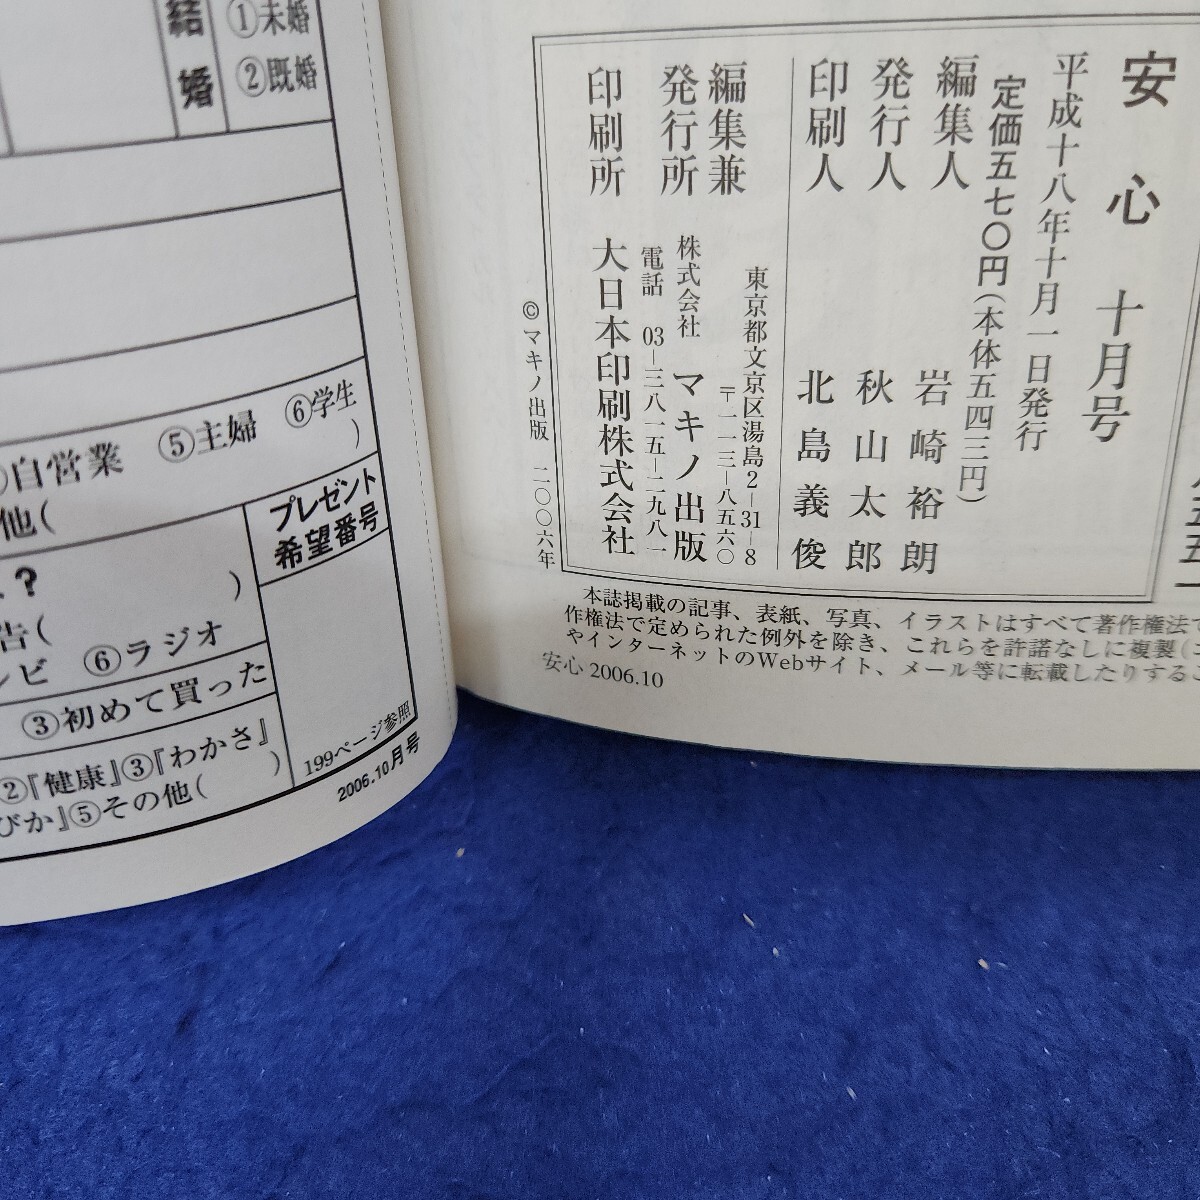 結婚
①未婚
②既婚
自営業 ⑤主婦 ⑥学生
他( )
プレゼント
希望番号
?
告( )
レビ ⑥ラジオ
③初めて買った
②『健康』③『わかさ』
びか』⑤その他( )
199ページ参照
2006.10月号
安心 十月号
平成十八年十月一日発行
定価五七〇円(本体五四三円)
編集人 岩崎裕朗
発行人 秋山太郎
印刷人 北島義俊
編集兼
発行所
東京都文京区湯島2−31−8
〒一一三−八五六〇
株式会社 マキノ出版
電話 03−三八一五−二九八一
印刷所 大日本印刷株式会社
©マキノ出版 二〇〇六年
本誌掲載の記事、表紙、写真、イラストはすべて著作権法で
作権法で定められた例外を除き、これらを許諾なしに複製(コ
やインターネットのWebサイト、メール等に転載したりするこ
安心 2006.10